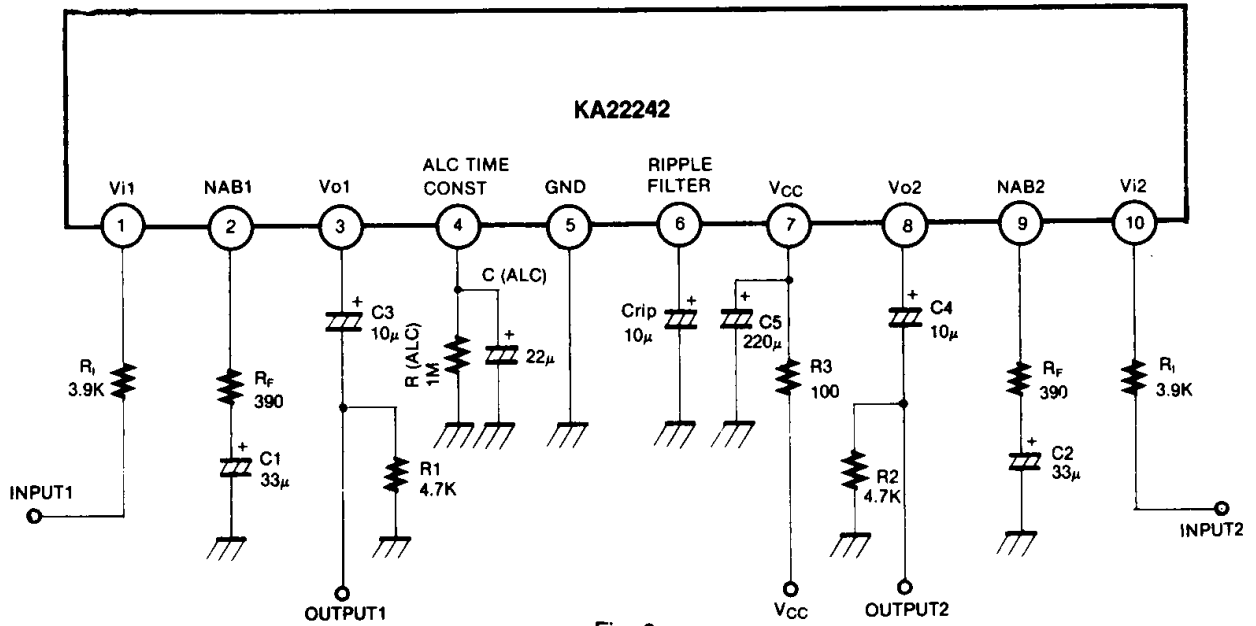 KA22242
ALC TIME
CONST
RIPPLE
FILTER
Vi1
NAB1
Vo1
GND
VCC
Vo2
NAB2
Vi2
1
2
3
4
5
6
7
8
9
10
C (ALC)
C3
10μ
R (ALC)
1M
22μ
Crip
10μ
C5
220μ
C4
10μ
RI
3.9K
RF
390
R3
100
RF
390
RI
3.9K
C1
33μ
R1
4.7K
R2
4.7K
C2
33μ
INPUT1
INPUT2
OUTPUT1
VCC
OUTPUT2